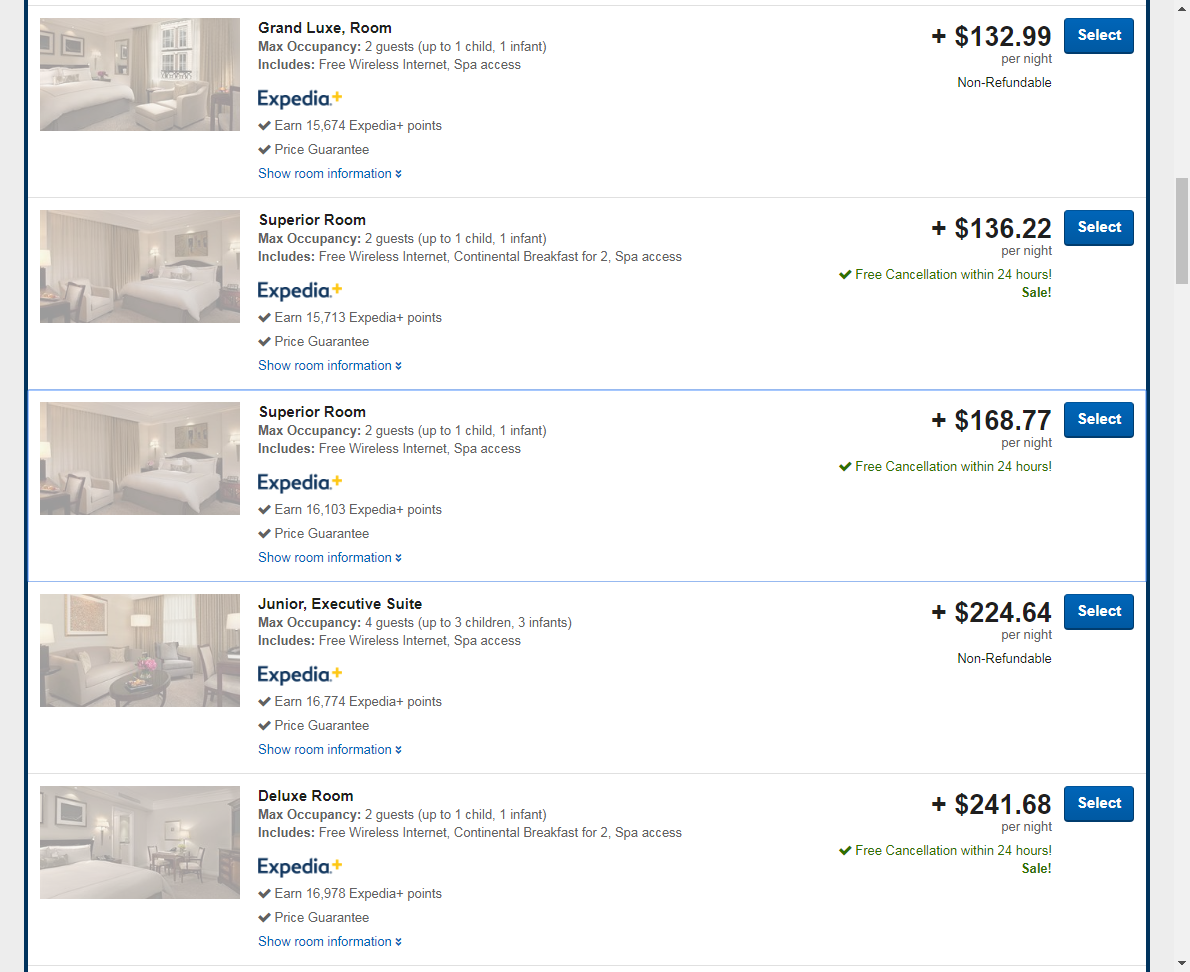 Grand Luxe, Room
Max Occupancy: 2 guests (up to 1 child, 1 infant)
Includes: Free Wireless Internet, Spa access
Expedia.+
Earn 15,674 Expedia+ points
Price Guarantee
Show room information
+ $132.99
per night
Non-Refundable
Select
Superior Room
Max Occupancy: 2 guests (up to 1 child, 1 infant)
Includes: Free Wireless Internet, Continental Breakfast for 2, Spa access
Expedia.+
Earn 15,713 Expedia+ points
Price Guarantee
Show room information
+ $136.22
per night
Free Cancellation within 24 hours!
Sale!
Select
Superior Room
Max Occupancy: 2 guests (up to 1 child, 1 infant)
Includes: Free Wireless Internet, Spa access
Expedia.+
Earn 16,103 Expedia+ points
Price Guarantee
Show room information
+ $168.77
per night
Free Cancellation within 24 hours!
Select
Junior, Executive Suite
Max Occupancy: 4 guests (up to 3 children, 3 infants)
Includes: Free Wireless Internet, Spa access
Expedia.+
Earn 16,774 Expedia+ points
Price Guarantee
Show room information
+ $224.64
per night
Non-Refundable
Select
Deluxe Room
Max Occupancy: 2 guests (up to 1 child, 1 infant)
Includes: Free Wireless Internet, Continental Breakfast for 2, Spa access
Expedia.+
Earn 16,978 Expedia+ points
Price Guarantee
Show room information
+ $241.68
per night
Free Cancellation within 24 hours!
Sale!
Select